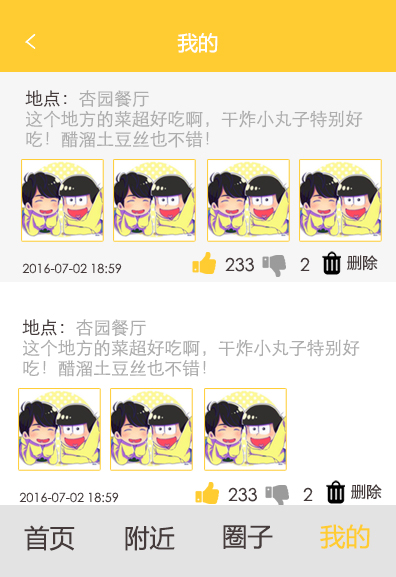 我的
地点：杏园餐厅
这个地方的菜超好吃啊，干炸小丸子特别好
吃！醋溜土豆丝也不错！
2016-07-02 18:59 233 2 删除
地点：杏园餐厅
这个地方的菜超好吃啊，干炸小丸子特别好
吃！醋溜土豆丝也不错！
2016-07-02 18:59 233 2 删除
首页 附近 圈子 我的